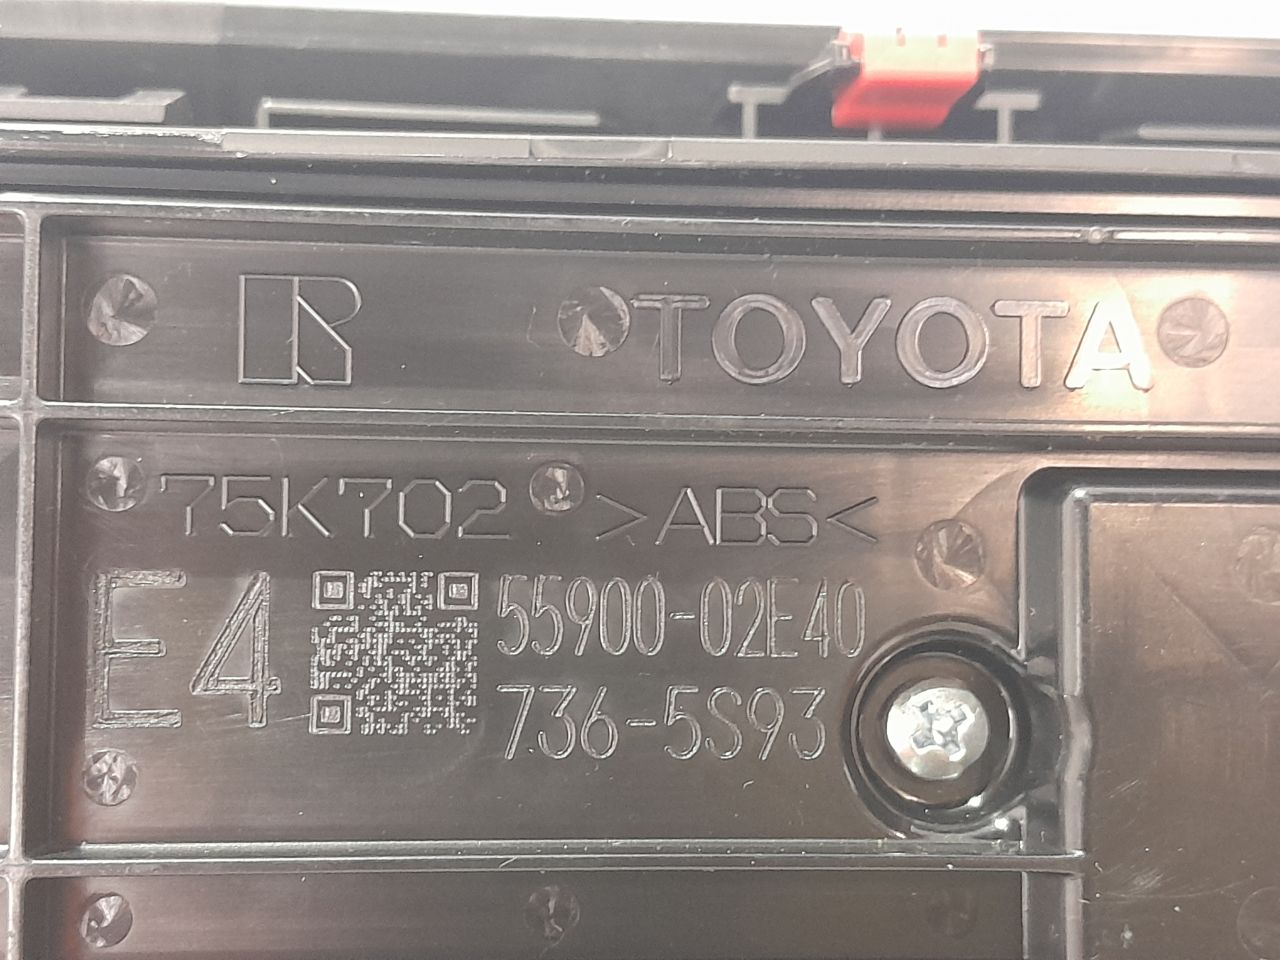 R TOYOTA
75K702 >ABS<
E4
55900-02E40
736-5S93